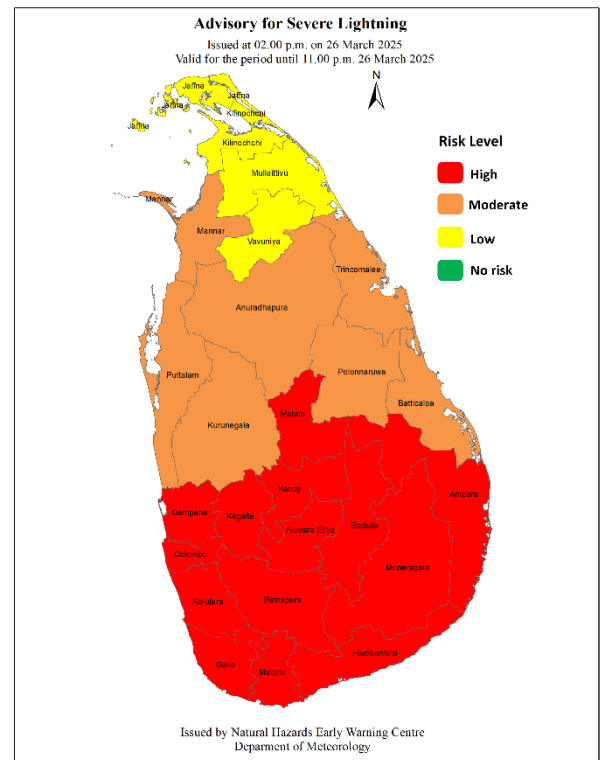 Advisory for Severe Lightning
Issued at 02.00 p.m. on 26 March 2025
Valid for the period until 11.00 p.m. 26 March 2025
N
Jaffna
Jaffna
Jaffna
Kilinochchi
Jaffna
Kilinochchi
Risk Level
High
Moderate
Low
No risk
Mullaittivu
Mannar
Mannar
Vavuniya
Trincomalee
Anuradhapura
Puttalam
Polonnaruwa
Batticaloa
Matale
Kurunegala
Kandy
Ampara
Gampaha
Kegalle
Nuwara Eliya
Badulla
Colombo
Moneragala
Kalutara
Ratnapura
Hambantota
Galle
Matara
Issued by Natural Hazards Early Warning Centre
Deparment of Meteorology